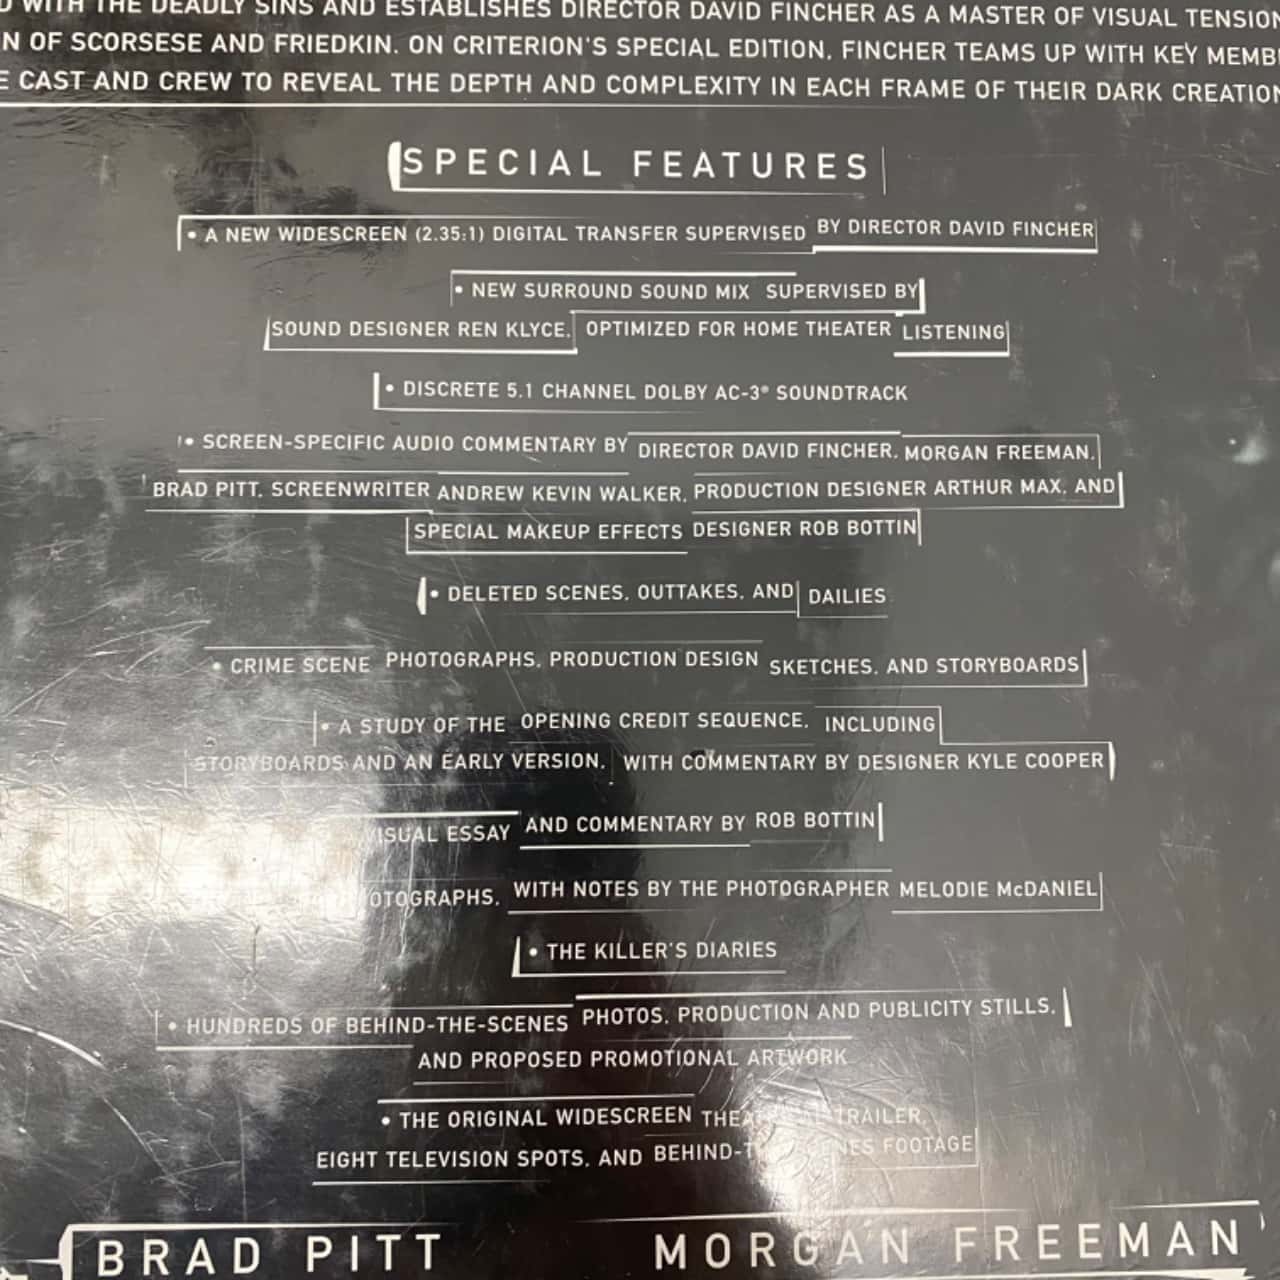 WITH THE DEADLY SINS AND ESTABLISHES DIRECTOR DAVID FINCHER AS A MASTER OF VISUAL TENSION
N OF SCORSESE AND FRIEDKIN. ON CRITERION'S SPECIAL EDITION, FINCHER TEAMS UP WITH KEY MEMB
E CAST AND CREW TO REVEAL THE DEPTH AND COMPLEXITY IN EACH FRAME OF THEIR DARK CREATION
SPECIAL FEATURES
• A NEW WIDESCREEN (2.35:1) DIGITAL TRANSFER SUPERVISED BY DIRECTOR DAVID FINCHER
• NEW SURROUND SOUND MIX SUPERVISED BY
SOUND DESIGNER REN KLYCE, OPTIMIZED FOR HOME THEATER LISTENING
• DISCRETE 5.1 CHANNEL DOLBY AC-3® SOUNDTRACK
• SCREEN-SPECIFIC AUDIO COMMENTARY BY DIRECTOR DAVID FINCHER, MORGAN FREEMAN,
BRAD PITT, SCREENWRITER ANDREW KEVIN WALKER, PRODUCTION DESIGNER ARTHUR MAX, AND
SPECIAL MAKEUP EFFECTS DESIGNER ROB BOTTIN
• DELETED SCENES, OUTTAKES, AND DAILIES
• CRIME SCENE PHOTOGRAPHS, PRODUCTION DESIGN SKETCHES, AND STORYBOARDS
• A STUDY OF THE OPENING CREDIT SEQUENCE, INCLUDING
STORYBOARDS AND AN EARLY VERSION, WITH COMMENTARY BY DESIGNER KYLE COOPER
VISUAL ESSAY AND COMMENTARY BY ROB BOTTIN
OTOGRAPHS, WITH NOTES BY THE PHOTOGRAPHER MELODIE McDANIEL
• THE KILLER'S DIARIES
• HUNDREDS OF BEHIND-THE-SCENES PHOTOS, PRODUCTION AND PUBLICITY STILLS,
AND PROPOSED PROMOTIONAL ARTWORK
• THE ORIGINAL WIDESCREEN THEATRICAL TRAILER,
EIGHT TELEVISION SPOTS, AND BEHIND-THE-SCENES FOOTAGE
BRAD PITT MORGAN FREEMAN